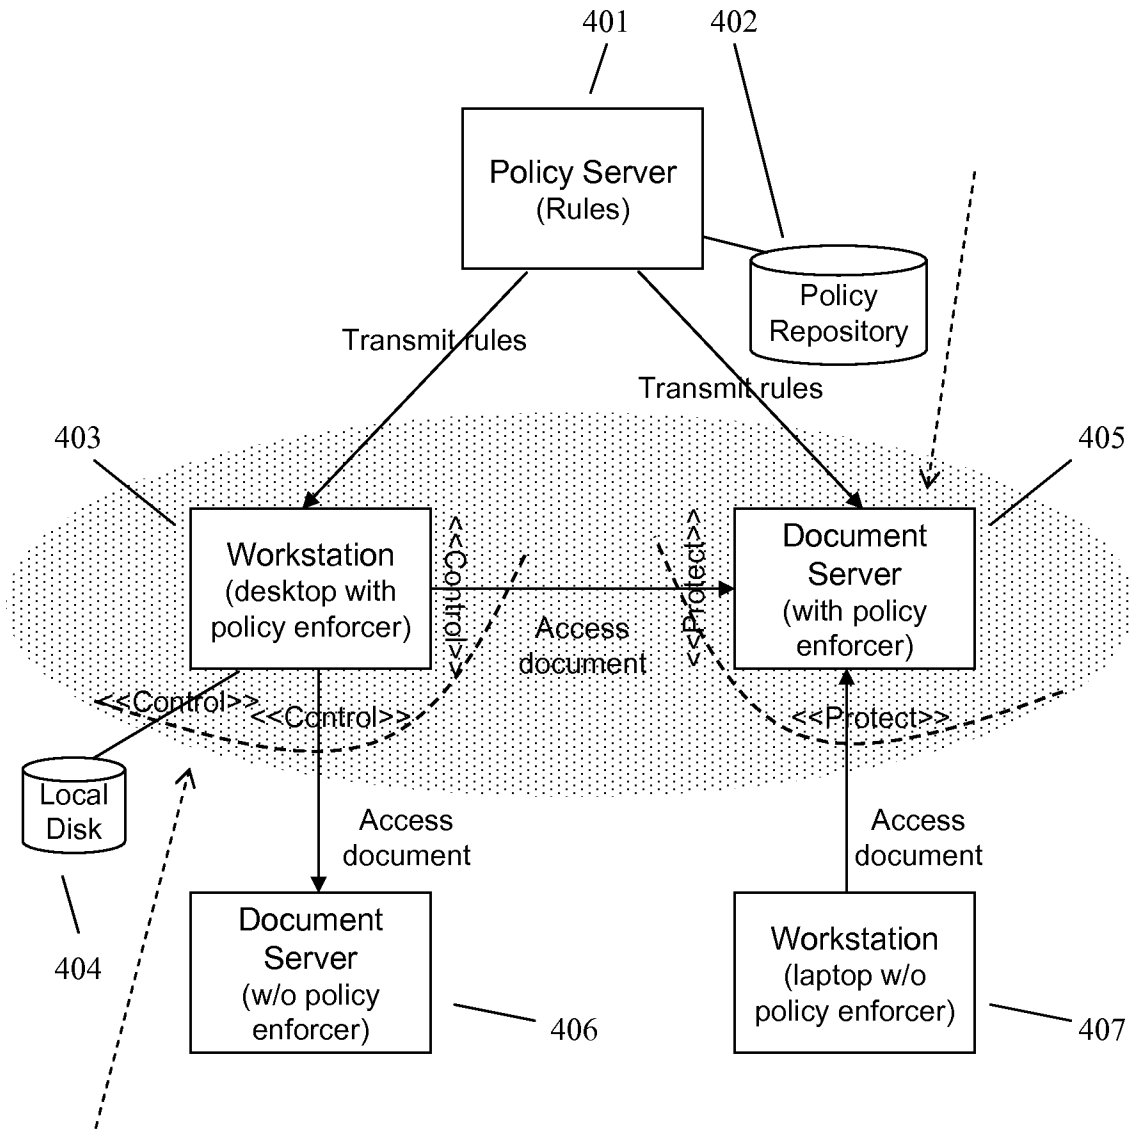 401
402
Policy Server
(Rules)
Policy
Repository
Transmit rules
Transmit rules
403
405
Workstation
(desktop with
policy enforcer)
<<Control>>
<<Protect>>
Document
Server
(with policy
enforcer)
Access
document
<<Control>>
<<Control>>
<<Protect>>
Local
Disk
Access
document
Access
document
404
Document
Server
(w/o policy
enforcer)
406
Workstation
(laptop w/o
policy enforcer)
407